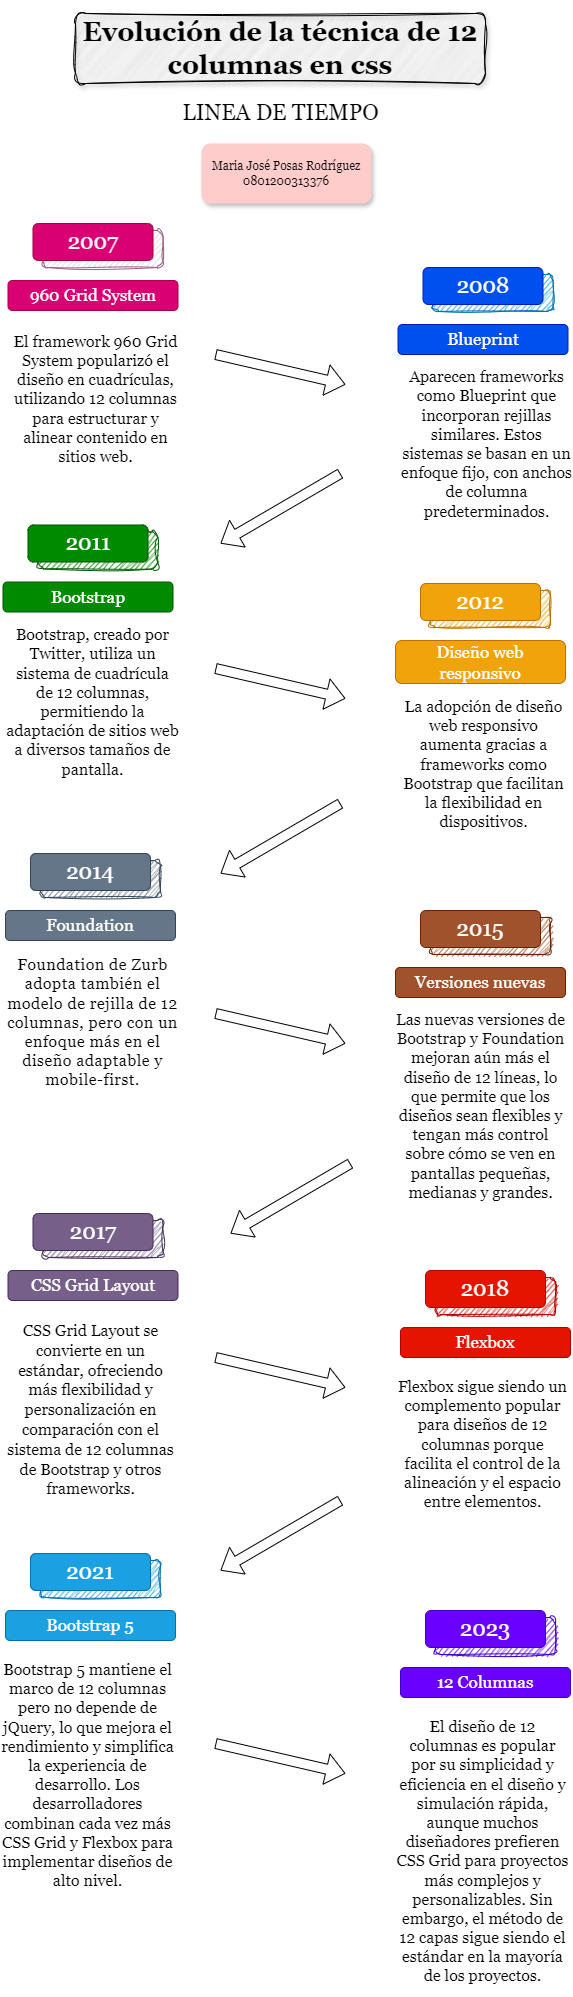 Evolución de la técnica de 12
columnas en css
LINEA DE TIEMPO
Maria José Posas Rodríguez
0801200313376
2007
960 Grid System
El framework 960 Grid
System popularizó el
diseño en cuadrículas,
utilizando 12 columnas
para estructurar y
alinear contenido en
sitios web.
2008
Blueprint
Aparecen frameworks
como Blueprint que
incorporan rejillas
similares. Estos
sistemas se basan en un
enfoque fijo, con anchos
de columna
predeterminados.
2011
Bootstrap
Bootstrap, creado por
Twitter, utiliza un
sistema de cuadrícula
de 12 columnas,
permitiendo la
adaptación de sitios web
a diversos tamaños de
pantalla.
2012
Diseño web
responsivo
La adopción de diseño
web responsivo
aumenta gracias a
frameworks como
Bootstrap que facilitan
la flexibilidad en
dispositivos.
2014
Foundation
Foundation de Zurb
adopta también el
modelo de rejilla de 12
columnas, pero con un
enfoque más en el
diseño adaptable y
mobile-first.
2015
Versiones nuevas
Las nuevas versiones de
Bootstrap y Foundation
mejoran aún más el
diseño de 12 líneas, lo
que permite que los
diseños sean flexibles y
tengan más control
sobre cómo se ven en
pantallas pequeñas,
medianas y grandes.
2017
CSS Grid Layout
CSS Grid Layout se
convierte en un
estándar, ofreciendo
más flexibilidad y
personalización en
comparación con el
sistema de 12 columnas
de Bootstrap y otros
frameworks.
2018
Flexbox
Flexbox sigue siendo un
complemento popular
para diseños de 12
columnas porque
facilita el control de la
alineación y el espacio
entre elementos.
2021
Bootstrap 5
Bootstrap 5 mantiene el
marco de 12 columnas
pero no depende de
jQuery, lo que mejora el
rendimiento y simplifica
la experiencia de
desarrollo. Los
desarrolladores
combinan cada vez más
CSS Grid y Flexbox para
implementar diseños de
alto nivel.
2023
12 Columnas
El diseño de 12
columnas es popular
por su simplicidad y
eficiencia en el diseño y
simulación rápida,
aunque muchos
diseñadores prefieren
CSS Grid para proyectos
más complejos y
personalizables. Sin
embargo, el método de
12 capas sigue siendo el
estándar en la mayoría
de los proyectos.